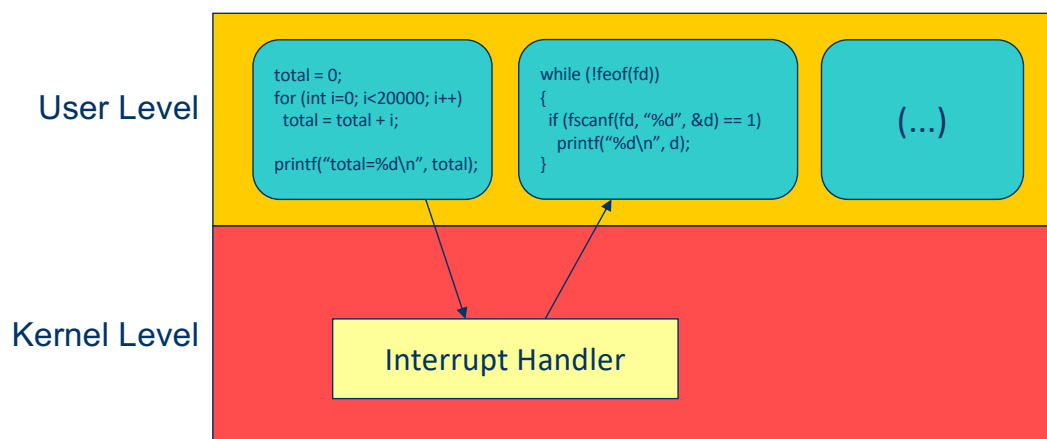 User Level
total = 0;
for (int i=0; i<20000; i++)
total = total + i;
printf(“total=%d\n”, total);
while (!feof(fd))
{
if (fscanf(fd, “%d”, &d) == 1)
printf(“%d\n”, d);
}
(...)
Kernel Level
Interrupt Handler